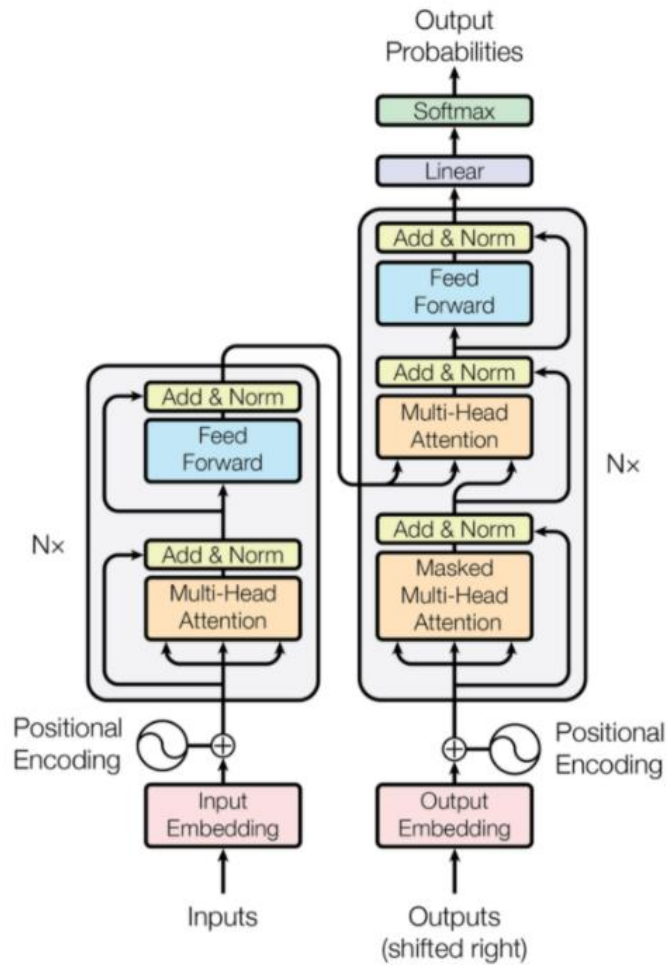 Output
Probabilities
Softmax
Linear
Add & Norm
Feed
Forward
Add & Norm
Multi-Head
Attention
Add & Norm
Masked
Multi-Head
Attention
Nx
Add & Norm
Feed
Forward
Add & Norm
Multi-Head
Attention
Nx
Positional
Encoding
Input
Embedding
Inputs
Positional
Encoding
Output
Embedding
Outputs
(shifted right)